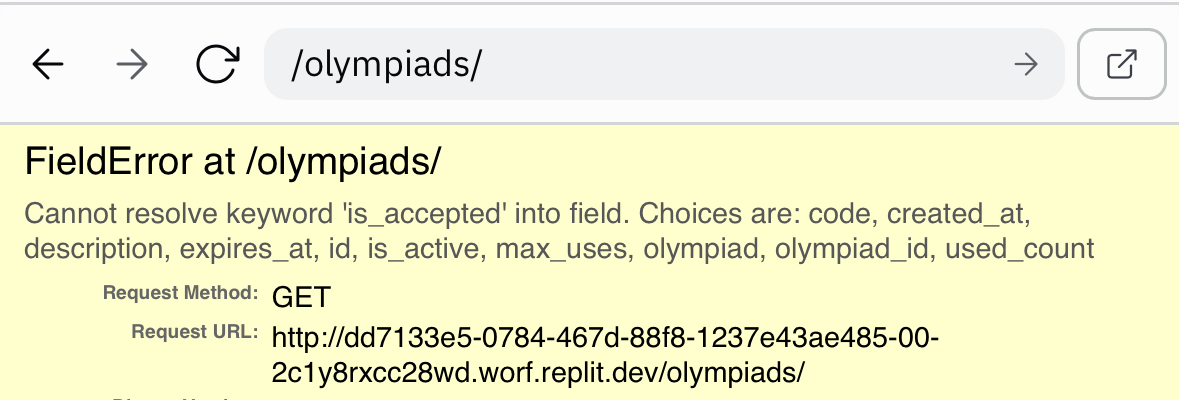 /olympiads/
FieldError at /olympiads/
Cannot resolve keyword 'is_accepted' into field. Choices are: code, created_at,
description, expires_at, id, is_active, max_uses, olympiad, olympiad_id, used_count
Request Method: GET
Request URL: http://dd7133e5-0784-467d-88f8-1237e43ae485-00-
2c1y8rxcc28wd.worf.replit.dev/olympiads/